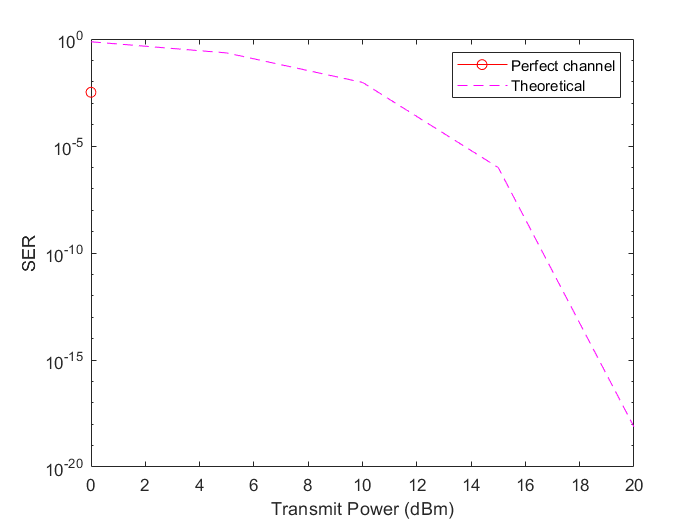 Perfect channel
Theoretical
SER
10^0
10^-5
10^-10
10^-15
10^-20
0 2 4 6 8 10 12 14 16 18 20
Transmit Power (dBm)